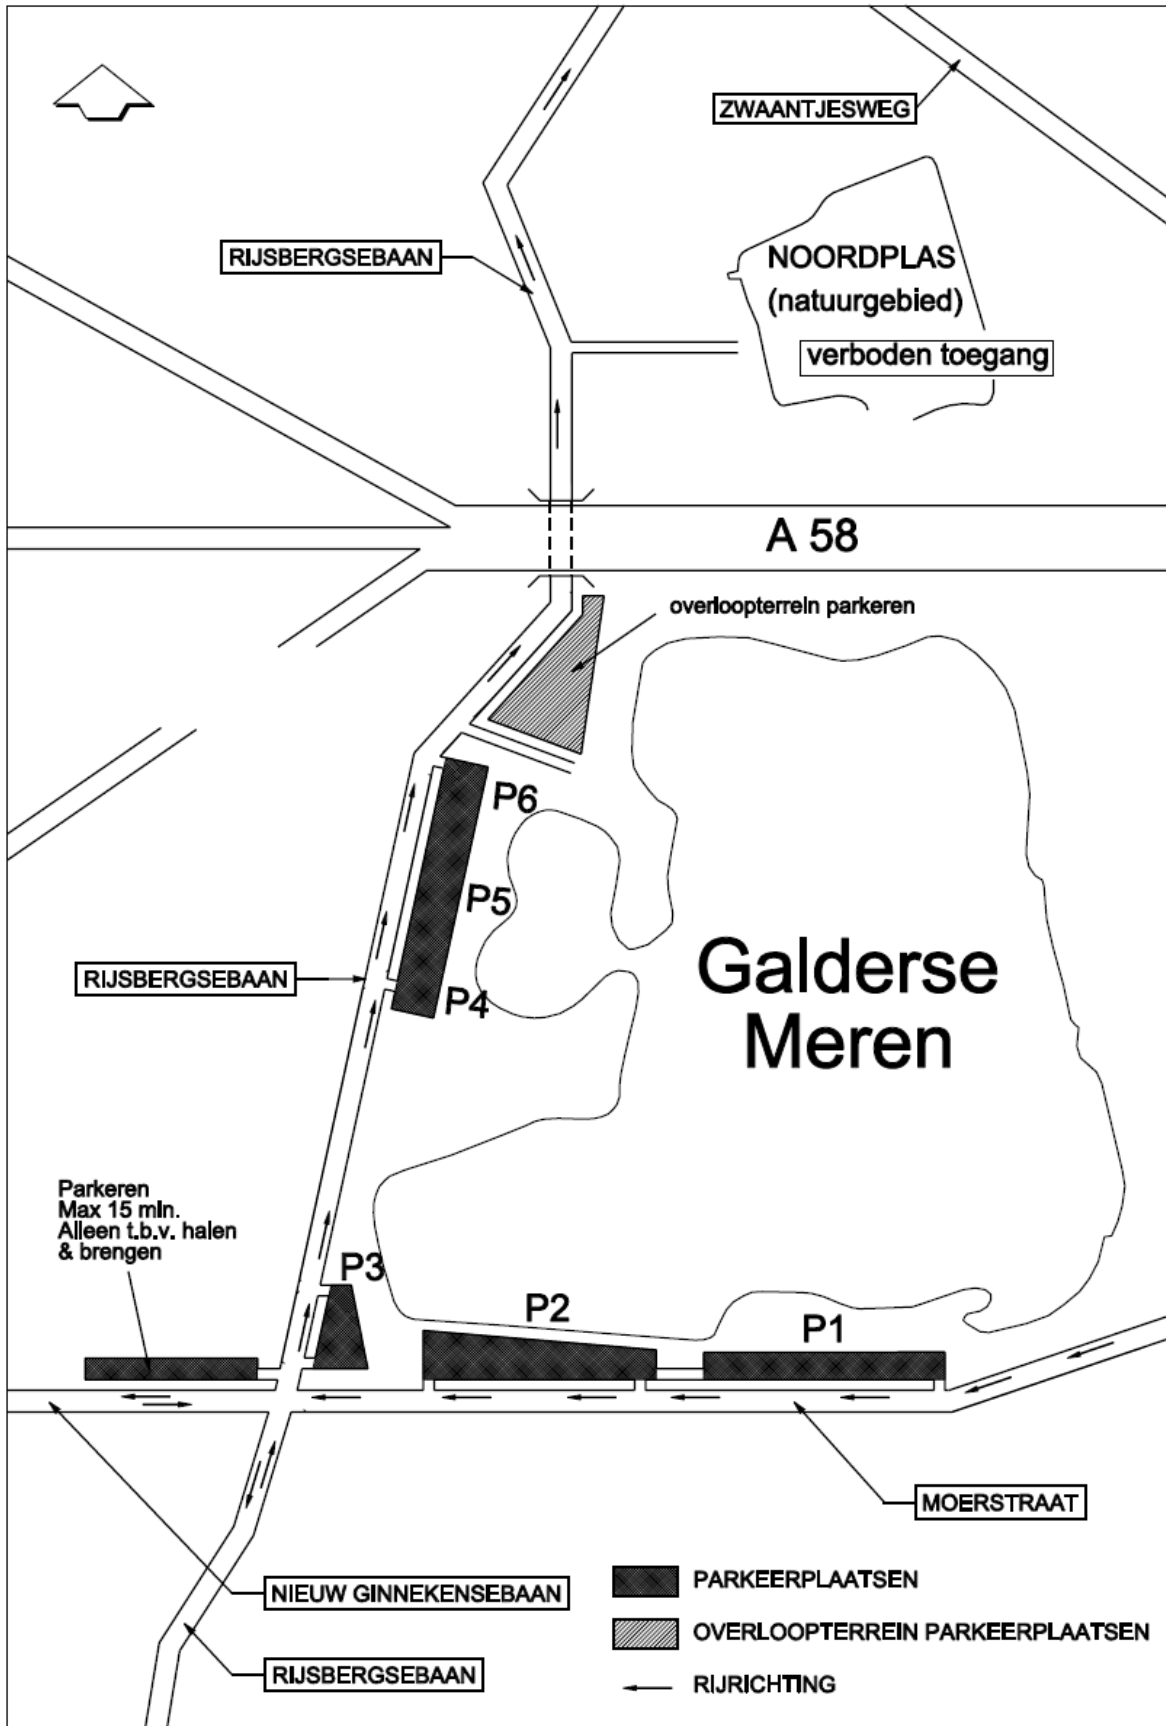 ZWAANTJESWEG
RIJSBERGSEBAAN
NOORDPLAS
(natuurgebied)
verboden toegang
A 58
overloopterrein parkeren
P6
P5
P4
RIJSBERGSEBAAN
Galderse
Meren
Parkeren
Max 15 min.
Alleen t.b.v. halen
& brengen
P3
P2
P1
MOERSTRAAT
NIEUW GINNEKENSEBAAN
RIJSBERGSEBAAN
PARKEERPLAATSEN
OVERLOOPTERREIN PARKEERPLAATSEN
RIJRICHTING